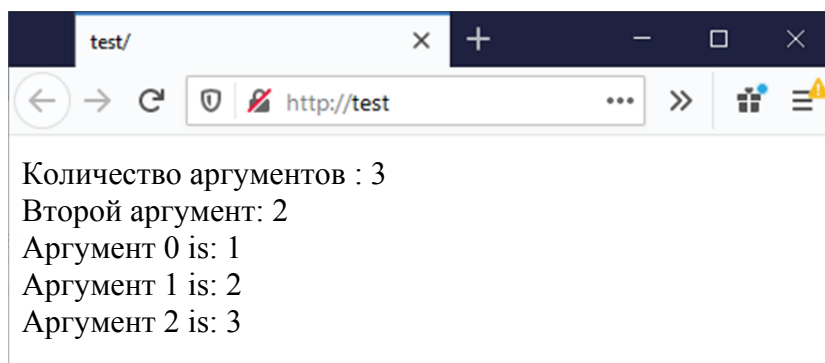 test/
http://test
Количество аргументов : 3
Второй аргумент: 2
Аргумент 0 is: 1
Аргумент 1 is: 2
Аргумент 2 is: 3